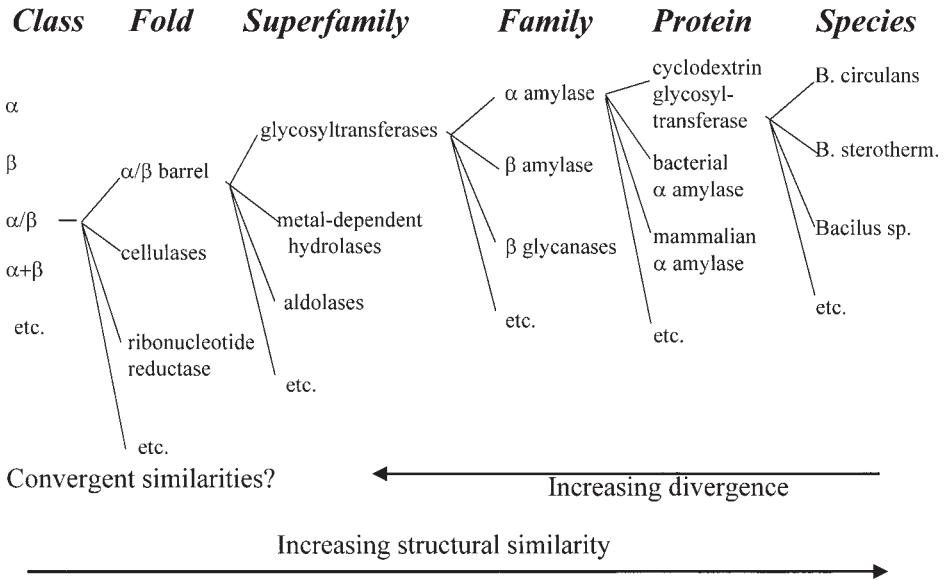 Class Fold Superfamily Family Protein Species
α
β
α/β
α+β
etc.
α/β barrel
cellulases
ribonucleotide
reductase
etc.
glycosyltransferases
metal-dependent
hydrolases
aldolases
etc.
α amylase
β amylase
β glycanases
etc.
cyclodextrin
glycosyl-
transferase
bacterial
α amylase
mammalian
α amylase
etc.
B. circulans
B. sterotherm.
Bacilus sp.
etc.
Convergent similarities?
Increasing divergence
Increasing structural similarity